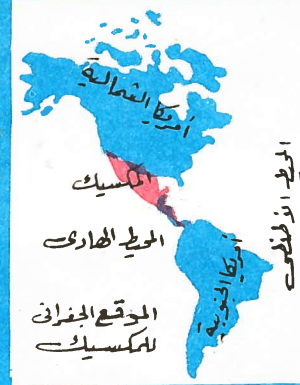 أمريكا الشمالية
المكسيك
المحيط الأطلنطى
المحيط الهادى
أمريكا الجنوبية
الموقع الجغرافى
للمكسيك